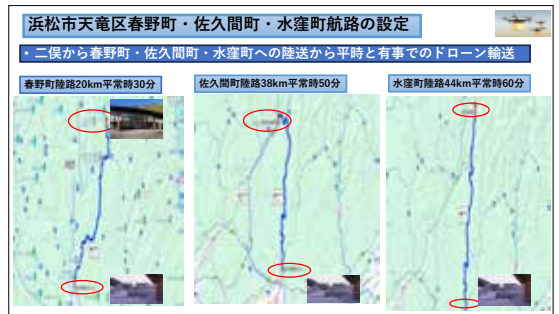 浜松市天竜区春野町・佐久間町・水窪町航路の設定
・二俣から春野町・佐久間町・水窪町への陸送から平時と有事でのドローン輸送
春野町陸路20km平常時30分
佐久間町陸路38km平常時50分
水窪町陸路44km平常時60分